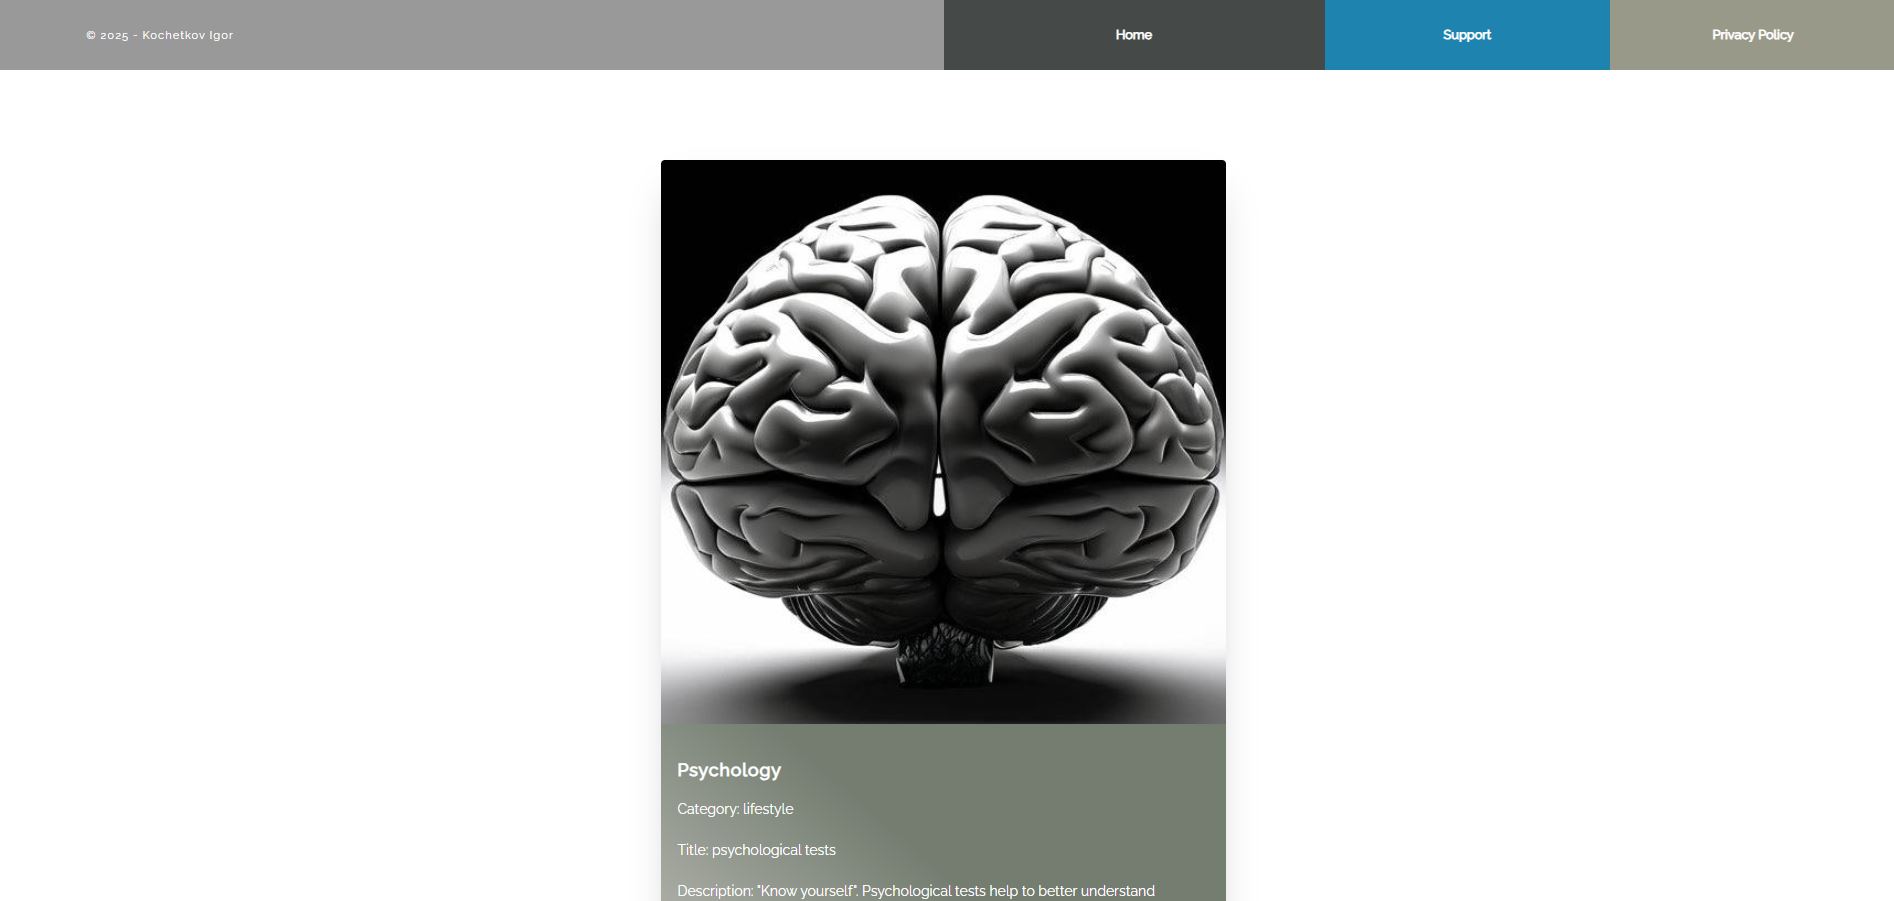 © 2025 - Kochetkov Igor
Home
Support
Privacy Policy
Psychology
Category: lifestyle
Title: psychological tests
Description: "Know yourself". Psychological tests help to better understand